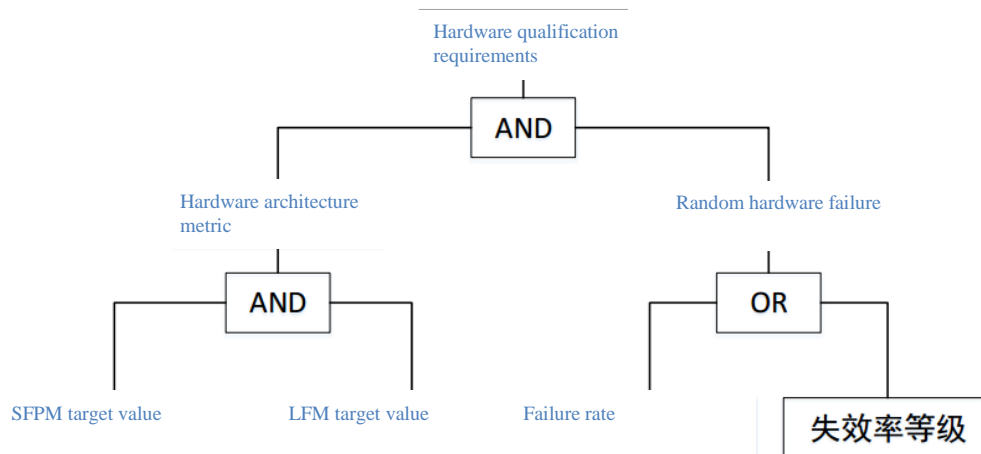 Hardware qualification
requirements
AND
Hardware architecture
metric
Random hardware failure
AND
OR
SFPM target value
LFM target value
Failure rate
失效率等级